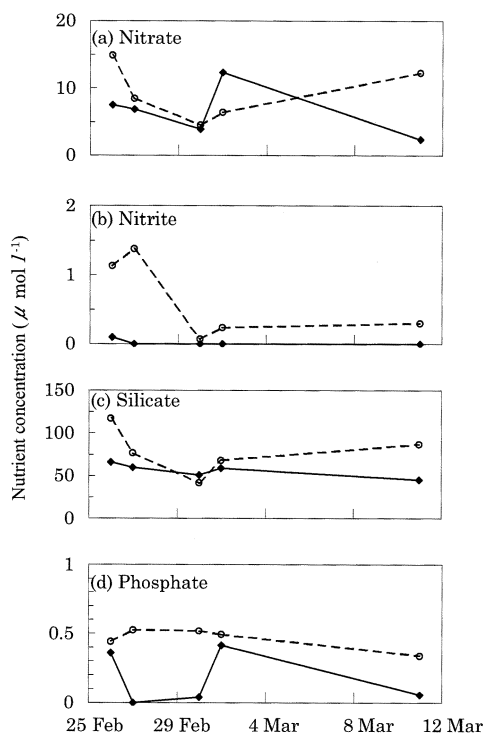 20
(a) Nitrate
10
0
2
(b) Nitrite
1
0
150
(c) Silicate
100
50
0
1
(d) Phosphate
0.5
0
25 Feb 29 Feb 4 Mar 8 Mar 12 Mar
Nutrient concentration (μ mol l⁻¹)